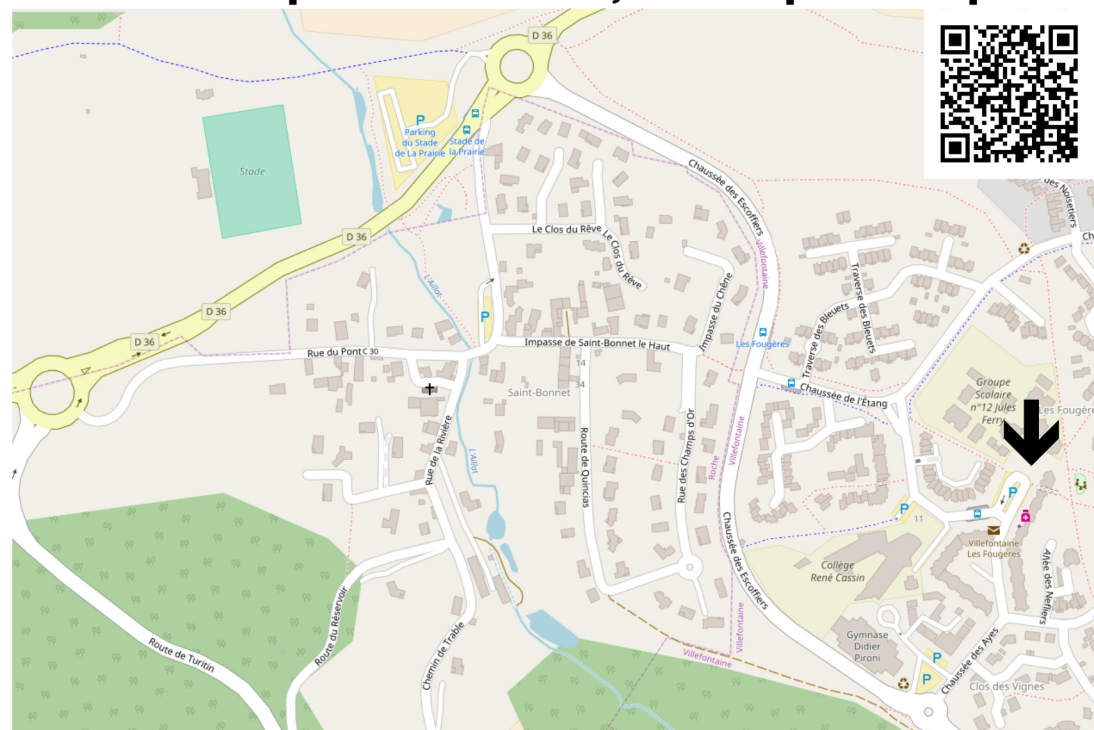 D 36
Parking
du Stade
de La Prairie
Stade de
la Prairie
Stade
Chaussée des Escoffiers
des Noisetiers
Le Clos du Rêve
Le Clos du Rêve
Villefontaine
D 36
L'Aillat
Impasse du Chêne
Traverse des Bleuets
Traverse des Bleuets
D 36
D 36
Rue du Pont
C 30
Impasse de Saint-Bonnet le Haut
Les Fougères
14
34
Saint-Bonnet
Chaussée de l'Étang
Groupe
Scolaire
n°12 Jules
Ferry
Les Fougère
Rue de la Rivière
L'Aillat
Route de Quincias
Rue des Champs d'Or
Roche
Villefontaine
11
Villefontaine
Les Fougères
Chaussée des Escoffiers
Collège
René Cassin
Allée des Néfliers
Route du Réservoir
Route de Turitin
Chemin de Trable
Villefontaine
Villefontaine
Gymnase
Didier
Pironi
Chaussée des Ayes
Clos des Vignes